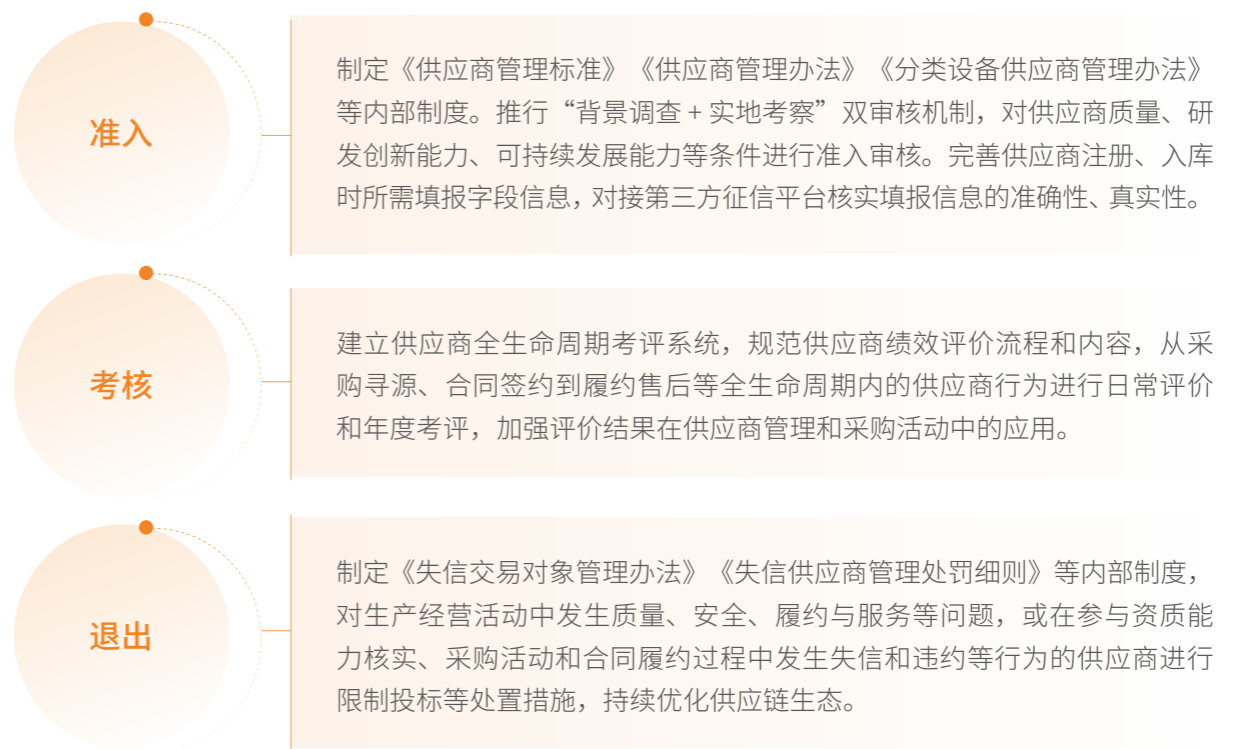 准入
制定《供应商管理标准》《供应商管理办法》《分类设备供应商管理办法》
等内部制度。推行“背景调查 + 实地考察”双审核机制，对供应商质量、研
发创新能力、可持续发展能力等条件进行准入审核。完善供应商注册、入库
时所需填报字段信息，对接第三方征信平台核实填报信息的准确性、真实性。
考核
建立供应商全生命周期考评系统，规范供应商绩效评价流程和内容，从采
购寻源、合同签约到履约售后等全生命周期内的供应商行为进行日常评价
和年度考评，加强评价结果在供应商管理和采购活动中的应用。
退出
制定《失信交易对象管理办法》《失信供应商管理处罚细则》等内部制度，
对生产经营活动中发生质量、安全、履约与服务等问题，或在参与资质能
力核实、采购活动和合同履约过程中发生失信和违约等行为的供应商进行
限制投标等处置措施，持续优化供应链生态。